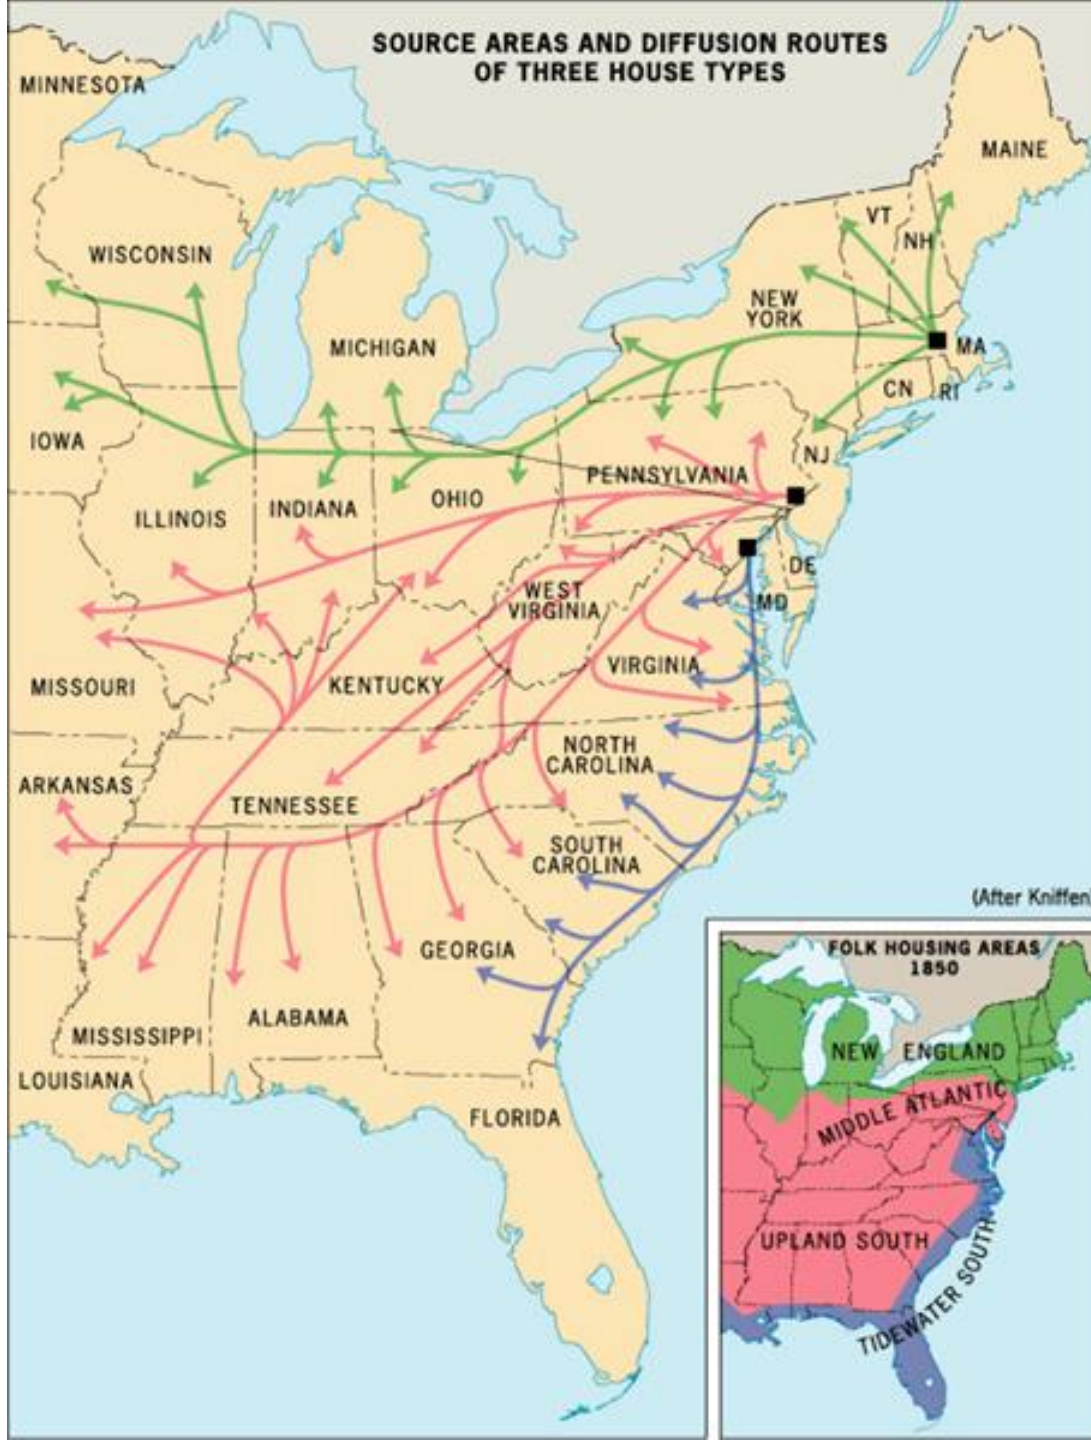 SOURCE AREAS AND DIFFUSION ROUTES
OF THREE HOUSE TYPES
MINNESOTA
MAINE
VT
NH
WISCONSIN
NEW
YORK
MICHIGAN
MA
CN
RI
IOWA
NJ
PENNSYLVANIA
OHIO
INDIANA
ILLINOIS
DE
WEST
VIRGINIA
MD
VIRGINIA
MISSOURI
KENTUCKY
NORTH
CAROLINA
ARKANSAS
TENNESSEE
SOUTH
CAROLINA
(After Kniffen)
GEORGIA
ALABAMA
MISSISSIPPI
LOUISIANA
FLORIDA
FOLK HOUSING AREAS
1850
NEW ENGLAND
MIDDLE ATLANTIC
UPLAND SOUTH
TIDEWATER SOUTH